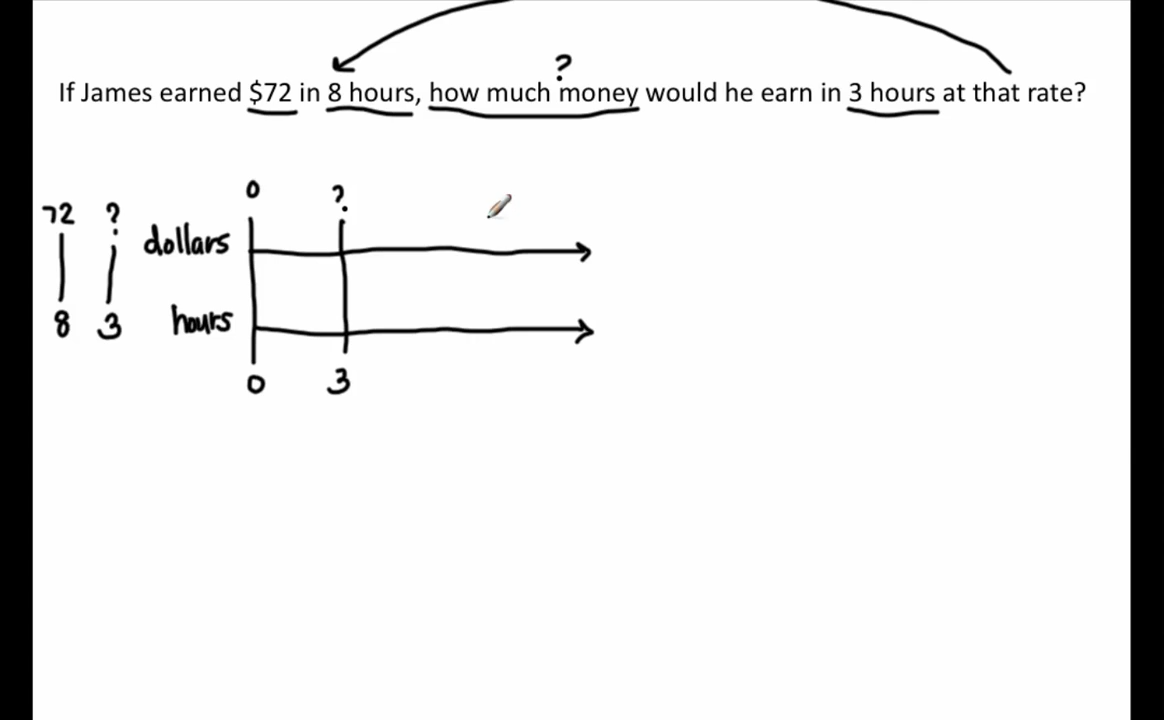 ?
If James earned $72 in 8 hours, how much money would he earn in 3 hours at that rate?
0 ?
72 ? dollars
8 3 hours
0 3